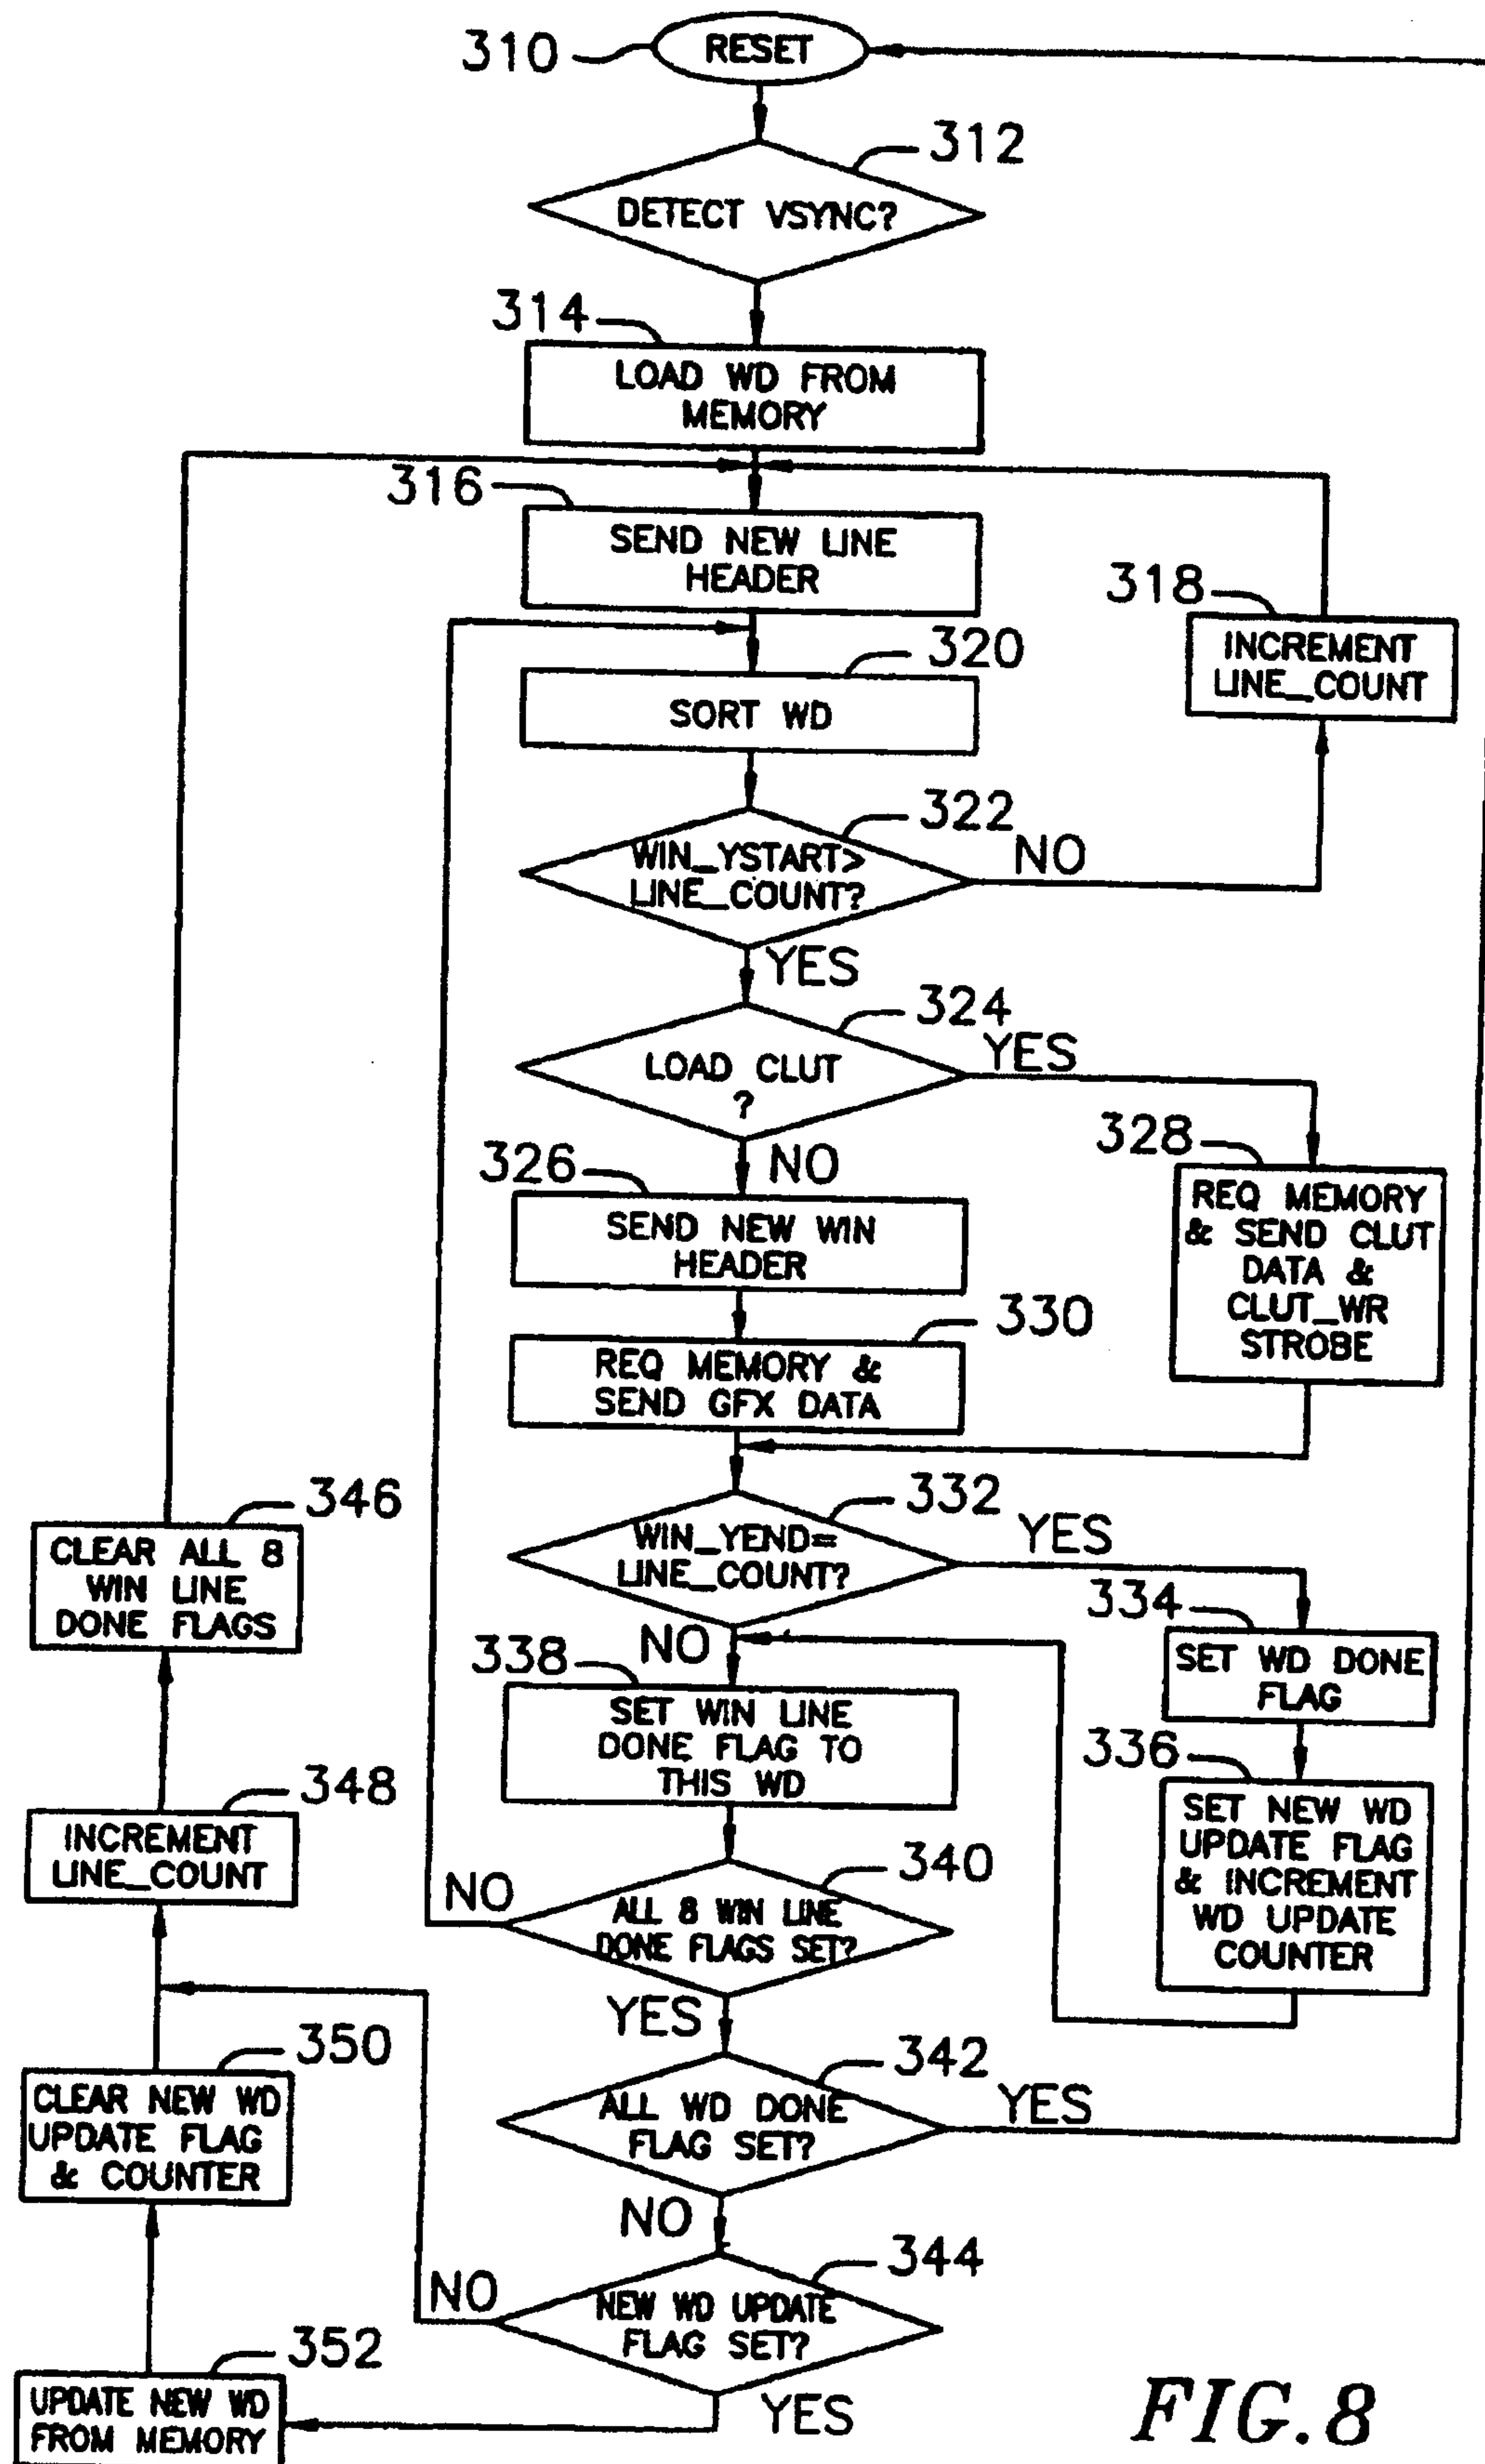 310
RESET
312
DETECT VSYNC?
314
LOAD WD FROM
MEMORY
316
SEND NEW LINE
HEADER
318
INCREMENT
LINE_COUNT
320
SORT WD
322
WIN_YSTART>
LINE_COUNT?
NO
YES
324
LOAD CLUT
?
YES
NO
326
SEND NEW WIN
HEADER
328
REQ MEMORY
& SEND CLUT
DATA &
CLUT_WR
STROBE
330
REQ MEMORY &
SEND GFX DATA
332
WIN_YEND=
LINE_COUNT?
YES
NO
334
SET WD DONE
FLAG
336
SET NEW WD
UPDATE FLAG
& INCREMENT
WD UPDATE
COUNTER
338
SET WIN LINE
DONE FLAG TO
THIS WD
340
ALL 8 WIN LINE
DONE FLAGS SET?
NO
YES
342
ALL WD DONE
FLAG SET?
YES
NO
344
NEW WD UPDATE
FLAG SET?
NO
YES
346
CLEAR ALL 8
WIN LINE
DONE FLAGS
348
INCREMENT
LINE_COUNT
350
CLEAR NEW WD
UPDATE FLAG
& COUNTER
352
UPDATE NEW WD
FROM MEMORY
FIG.8